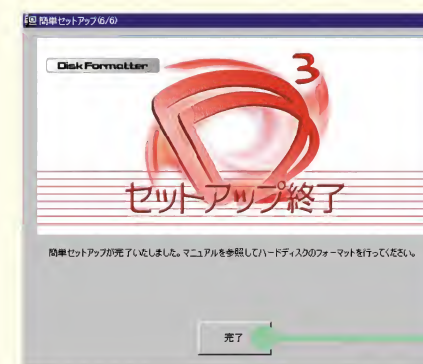 簡単セットアップ(6/6)
Disk Formatter
3
セットアップ終了
簡単セットアップが完了いたしました。マニュアルを参照してハードディスクのフォーマットを行ってください。
完了